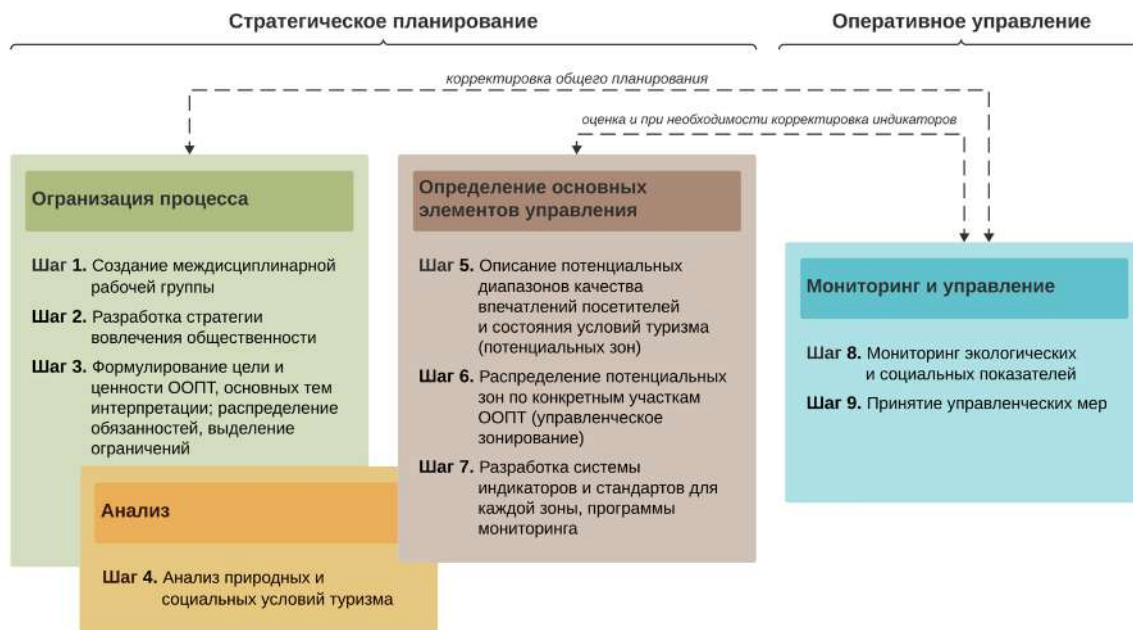 Стратегическое планирование
Оперативное управление
корректировка общего планирования
оценка и при необходимости корректировка индикаторов
Огранизация процесса
Шаг 1. Создание междисциплинарной
рабочей группы
Шаг 2. Разработка стратегии
вовлечения общественности
Шаг 3. Формулирование цели и
ценности ООПТ, основных тем
интерпретации; распределение
обязанностей, выделение
ограничений
Анализ
Шаг 4. Анализ природных и
социальных условий туризма
Определение основных
элементов управления
Шаг 5. Описание потенциальных
диапазонов качества
впечатлений посетителей
и состояния условий туризма
(потенциальных зон)
Шаг 6. Распределение потенциальных
зон по конкретным участкам
ООПТ (управленческое
зонирование)
Шаг 7. Разработка системы
индикаторов и стандартов для
каждой зоны, программы
мониторинга
Мониторинг и управление
Шаг 8. Мониторинг экологических
и социальных показателей
Шаг 9. Принятие управленческих мер